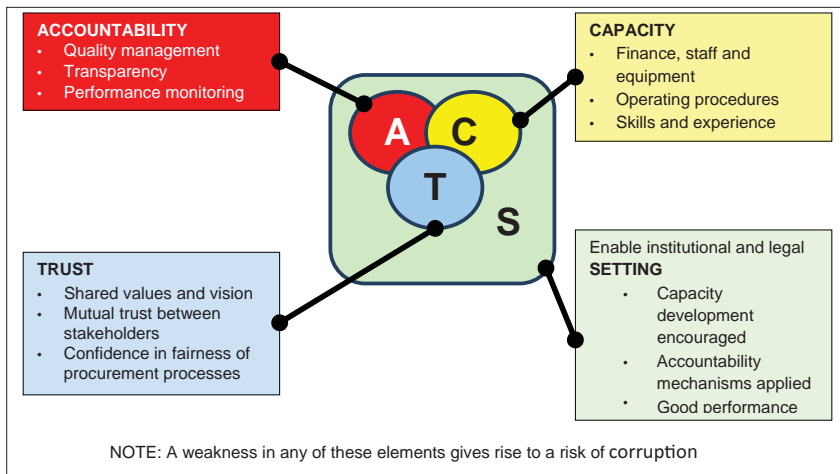 ACCOUNTABILITY
• Quality management
• Transparency
• Performance monitoring
CAPACITY
• Finance, staff and
equipment
• Operating procedures
• Skills and experience
A
C
T
S
TRUST
• Shared values and vision
• Mutual trust between
stakeholders
• Confidence in fairness of
procurement processes
Enable institutional and legal
SETTING
• Capacity
development
encouraged
• Accountability
mechanisms applied
• Good performance
NOTE: A weakness in any of these elements gives rise to a risk of corruption